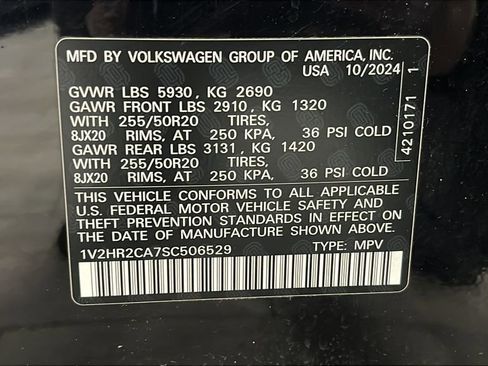 MFD BY VOLKSWAGEN GROUP OF AMERICA, INC.
USA 10/2024
GVWR LBS 5930, KG 2690
GAWR FRONT LBS 2910, KG 1320
WITH 255/50R20 TIRES,
8JX20 RIMS, AT 250 KPA, 36 PSI COLD
GAWR REAR LBS 3131, KG 1420
WITH 255/50R20 TIRES,
8JX20 RIMS, AT 250 KPA, 36 PSI COLD
THIS VEHICLE CONFORMS TO ALL APPLICABLE
U.S. FEDERAL MOTOR VEHICLE SAFETY AND
THEFT PREVENTION STANDARDS IN EFFECT ON THE
DATE OF MANUFACTURE SHOWN ABOVE.
1V2HR2CA7SC506529 TYPE: MPV
4210171 1